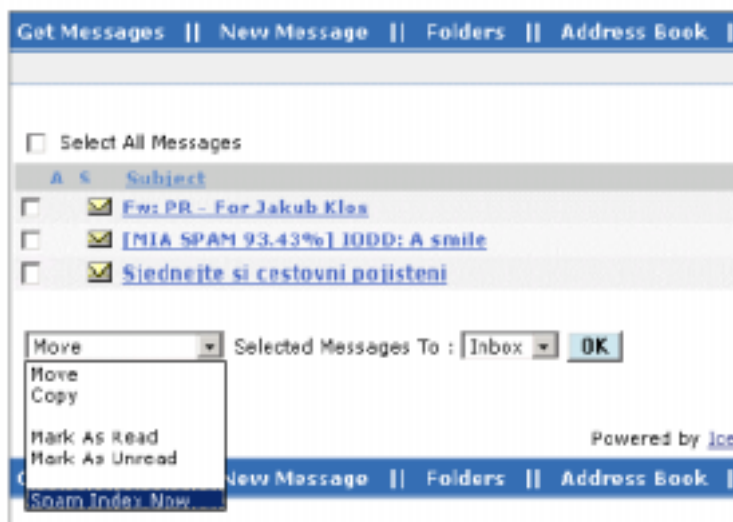 Get Messages || New Message || Folders || Address Book ||
Select All Messages
A S Subject
Fw: PR - For Jakub Klos
[MIA SPAM 93.43%] IODD: A smile
Sjednejte si cestovni pojisteni
Move Selected Messages To : Inbox OK
Move
Copy
Mark As Read
Mark As Unread
Powered by Ice
New Message || Folders || Address Book
Spam Index Now...